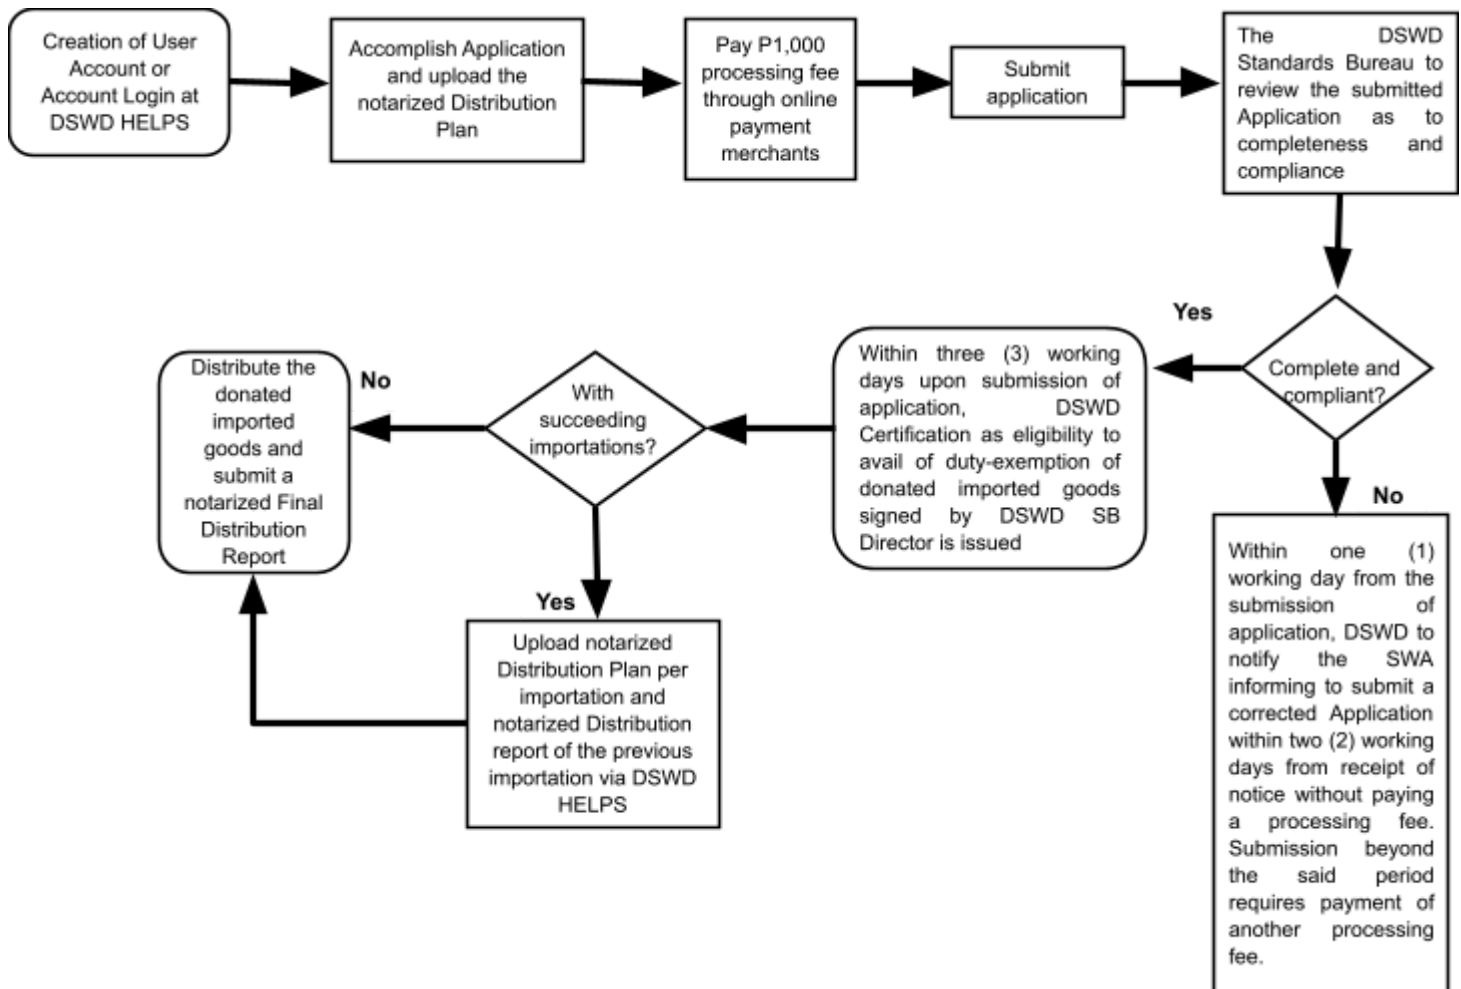 Creation of User
Account or
Account Login at
DSWD HELPS
Accomplish Application
and upload the
notarized Distribution
Plan
Pay P1,000
processing fee
through online
payment
merchants
Submit
application
The DSWD
Standards Bureau to
review the submitted
Application as to
completeness and
compliance
Complete and
compliant?
Yes
No
Within three (3) working
days upon submission of
application, DSWD
Certification as eligibility to
avail of duty-exemption of
donated imported goods
signed by DSWD SB
Director is issued
With
succeeding
importations?
No
Yes
Distribute the
donated
imported
goods and
submit a
notarized Final
Distribution
Report
Upload notarized
Distribution Plan per
importation and
notarized Distribution
report of the previous
importation via DSWD
HELPS
Within one (1)
working day from the
submission of
application, DSWD to
notify the SWA
informing to submit a
corrected Application
within two (2) working
days from receipt of
notice without paying
a processing fee.
Submission beyond
the said period
requires payment of
another processing
fee.